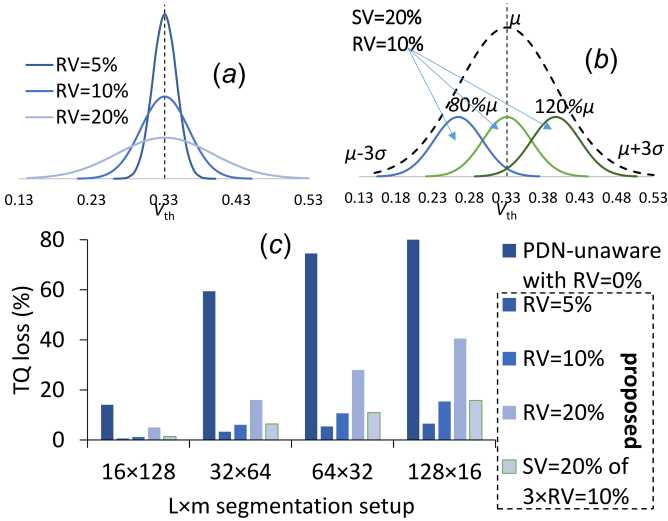 RV=5%
RV=10%
RV=20%
(a)
0.13 0.23 0.33 0.43 0.53
Vth
SV=20%
RV=10%
μ
(b)
80%μ
120%μ
μ-3σ
μ+3σ
0.13 0.18 0.23 0.28 0.33 0.38 0.43 0.48 0.53
Vth
(c)
TQ loss (%)
80
60
40
20
0
16×128 32×64 64×32 128×16
L×m segmentation setup
PDN-unaware
with RV=0%
RV=5%
RV=10%
RV=20%
SV=20% of
3×RV=10%
proposed